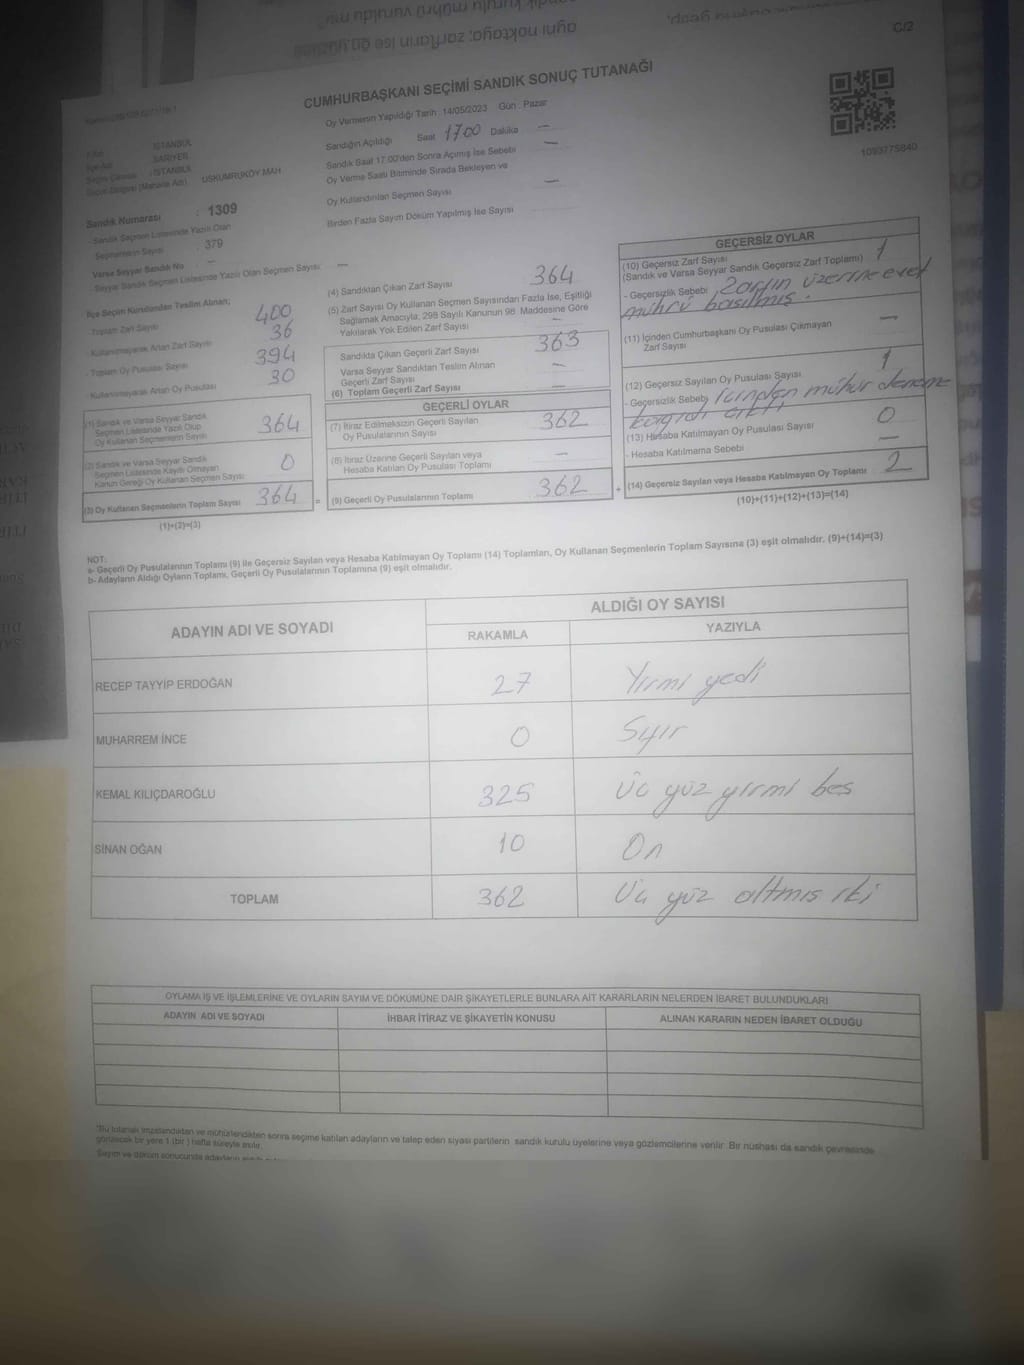 C/2
CUMHURBAŞKANI SEÇİMİ SANDIK SONUÇ TUTANAĞI
Oy Vermenin Yapıldığı Tarih : 14/05/2023 Gün : Pazar
Sandığın Açıldığı Saat 17 00 Dakika —
Sandık Saat 17:00'den Sonra Açılmış İse Sebebi —
Oy Verme Saati Bitiminde Sırada Bekleyen ve
Oy Kullandırılan Seçmen Sayısı —
Birden Fazla Sayım Döküm Yapılmış İse Sayısı
1093775840
İSTANBUL
SARIYER
İSTANBUL
USKUMRUKÖY MAH
Sandık Numarası : 1309
Sandık Seçmen Listesinde Yazılı Olan
Seçmenlerin Sayısı : 379
Varsa Seyyar Sandık No —
Seyyar Sandık Seçmen Listesinde Yazılı Olan Seçmen Sayısı —
İlçe Seçim Kurulundan Teslim Alınan;
- Toplam Zarf Sayısı 400
- Kullanılmayarak Artan Zarf Sayısı 36
- Toplam Oy Pusulası Sayısı 394
- Kullanılmayarak Artan Oy Pusulası 30
(1) Sandık ve Varsa Seyyar Sandık
Seçmen Listesinde Yazılı Olup
Oy Kullanan Seçmenlerin Sayısı 364
(2) Sandık ve Varsa Seyyar Sandık
Seçmen Listesinde Kayıtlı Olmayan
Kanun Gereği Oy Kullanan Seçmen Sayısı 0
(3) Oy Kullanan Seçmenlerin Toplam Sayısı 364 =
(1)+(2)=(3)
(4) Sandıktan Çıkan Zarf Sayısı 364
(5) Zarf Sayısı Oy Kullanan Seçmen Sayısından Fazla İse, Eşitliği
Sağlamak Amacıyla, 298 Sayılı Kanunun 98. Maddesine Göre
Yakılarak Yok Edilen Zarf Sayısı —
Sandıkta Çıkan Geçerli Zarf Sayısı 363
Varsa Seyyar Sandıktan Teslim Alınan
Geçerli Zarf Sayısı —
(6) Toplam Geçerli Zarf Sayısı —
GEÇERLİ OYLAR
(7) İtiraz Edilmeksizin Geçerli Sayılan
Oy Pusulalarının Sayısı 362
(8) İtiraz Üzerine Geçerli Sayılan veya
Hesaba Katılan Oy Pusulası Toplamı —
(9) Geçerli Oy Pusulalarının Toplamı 362 +
GEÇERSİZ OYLAR
(10) Geçersiz Zarf Sayısı
(Sandık ve Varsa Seyyar Sandık Geçersiz Zarf Toplamı) 1
- Geçersizlik Sebebi Zarfın üzerine evet
mührü basılmış.
(11) İçinden Cumhurbaşkanı Oy Pusulası Çıkmayan
Zarf Sayısı —
(12) Geçersiz Sayılan Oy Pusulası Sayısı 1
- Geçersizlik Sebebi İçinden mühür deneme
kağıdı çıktı
(13) Hesaba Katılmayan Oy Pusulası Sayısı 0
- Hesaba Katılmama Sebebi —
(14) Geçersiz Sayılan veya Hesaba Katılmayan Oy Toplamı 2
(10)+(11)+(12)+(13)=(14)
NOT:
a- Geçerli Oy Pusulalarının Toplamı (9) ile Geçersiz Sayılan veya Hesaba Katılmayan Oy Toplamı (14) Toplamları, Oy Kullanan Seçmenlerin Toplam Sayısına (3) eşit olmalıdır. (9)+(14)=(3)
b- Adayların Aldığı Oyların Toplamı, Geçerli Oy Pusulalarının Toplamına (9) eşit olmalıdır.
ADAYIN ADI VE SOYADI ALDIĞI OY SAYISI
RAKAMLA YAZIYLA
RECEP TAYYİP ERDOĞAN 27 Yirmi yedi
MUHARREM İNCE 0 Sıfır
KEMAL KILIÇDAROĞLU 325 Üç yüz yirmi beş
SİNAN OĞAN 10 On
TOPLAM 362 Üç yüz altmış iki
OYLAMA İŞ VE İŞLEMLERİNE VE OYLARIN SAYIM VE DÖKÜMÜNE DAİR ŞİKAYETLERLE BUNLARA AİT KARARLARIN NELERDEN İBARET BULUNDUKLARI
ADAYIN ADI VE SOYADI İHBAR İTİRAZ VE ŞİKAYETİN KONUSU ALINAN KARARIN NEDEN İBARET OLDUĞU
*Bu tutanak imzalandıktan ve mühürlendikten sonra seçime katılan adayların ve talep eden siyasi partilerin sandık kurulu üyelerine veya gözlemcilerine verilir. Bir nüshası da sandık çevresinde
görülecek bir yere 1 (bir) hafta süreyle asılır.
Sayım ve döküm sonucunda adayların